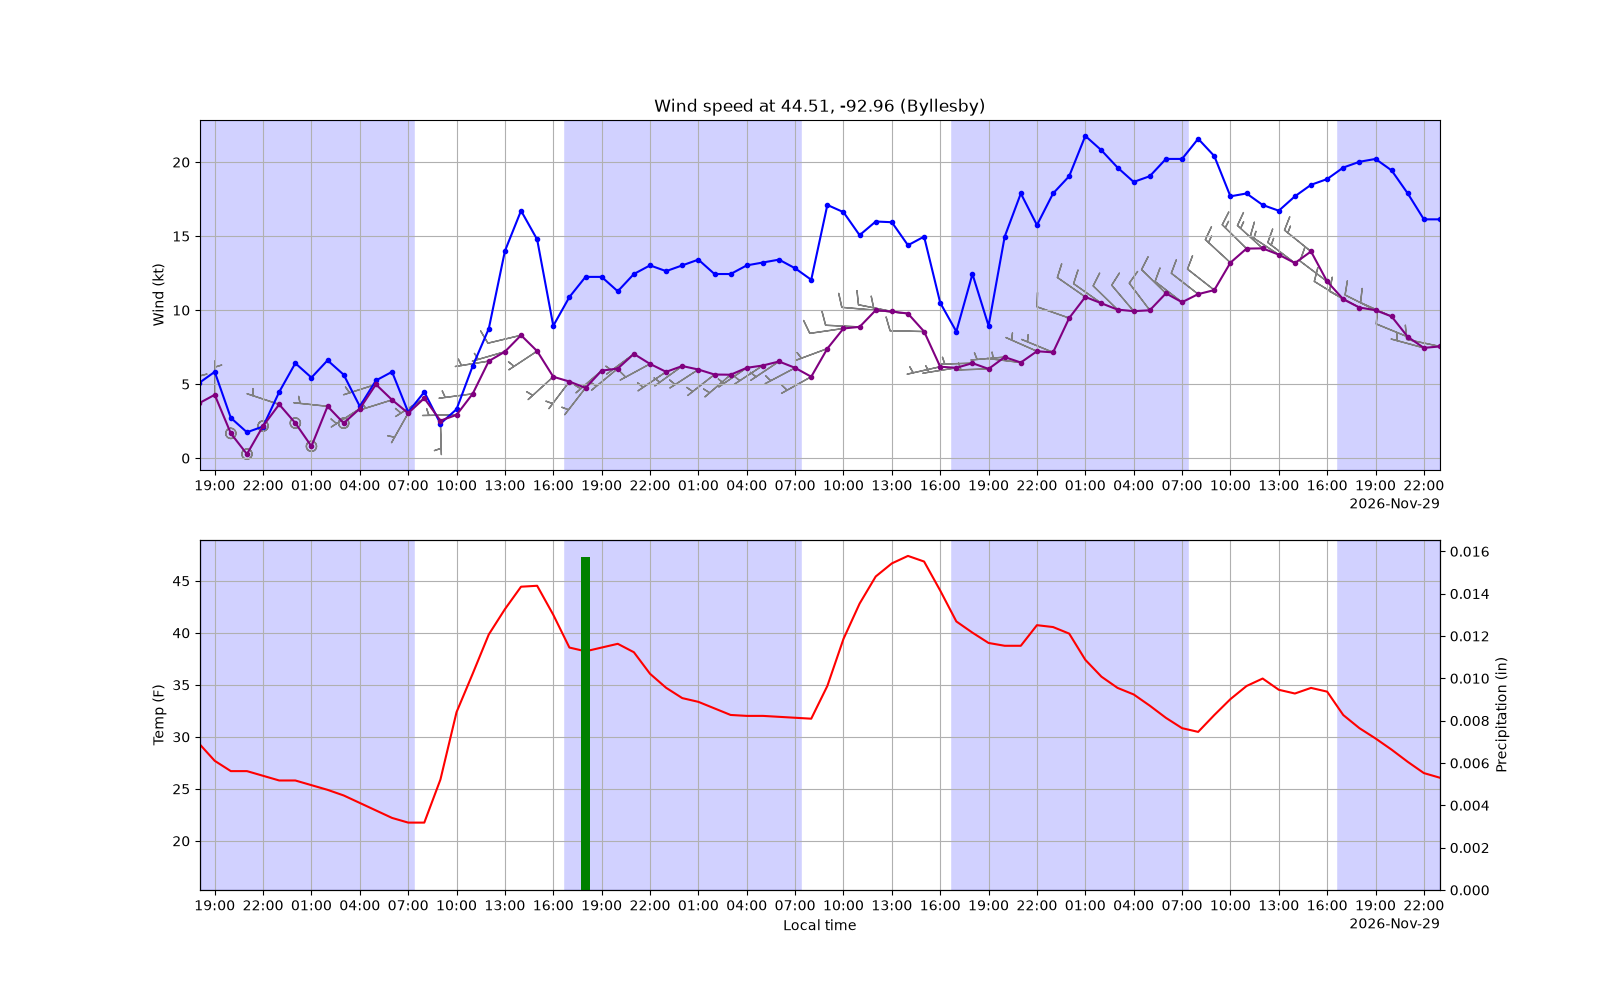 Wind speed at 44.51, -92.96 (Byllesby)
20
15
10
5
0
Wind (kt)
19:00 22:00 01:00 04:00 07:00 10:00 13:00 16:00 19:00 22:00 01:00 04:00 07:00 10:00 13:00 16:00 19:00 22:00 01:00 04:00 07:00 10:00 13:00 16:00 19:00 22:00
2026-Nov-29
45
40
35
30
25
20
Temp (F)
0.016
0.014
0.012
0.010
0.008
0.006
0.004
0.002
0.000
Precipitation (in)
19:00 22:00 01:00 04:00 07:00 10:00 13:00 16:00 19:00 22:00 01:00 04:00 07:00 10:00 13:00 16:00 19:00 22:00 01:00 04:00 07:00 10:00 13:00 16:00 19:00 22:00
Local time
2026-Nov-29